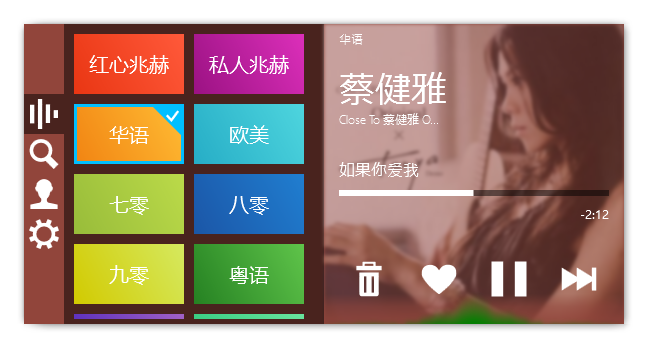 红心兆赫
私人兆赫
华语
欧美
七零
八零
九零
粤语
华语
蔡健雅
Close To 蔡健雅 O...
如果你爱我
-2:12